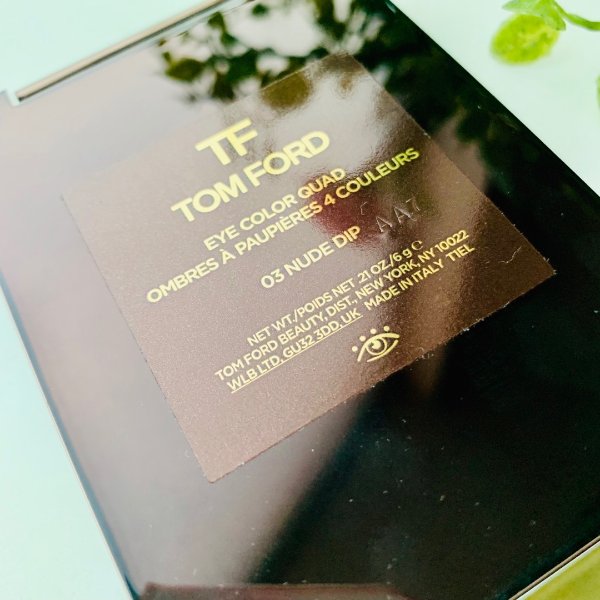 TF
TOM FORD
EYE COLOR QUAD
OMBRES À PAUPIÈRES 4 COULEURS
03 NUDE DIP AA7
NET WT./POIDS NET .21 OZ./6 g ℮
TOM FORD BEAUTY, DIST., NEW YORK, NY 10022
WLB LTD, GU32 3DD, UK MADE IN ITALY TIEL